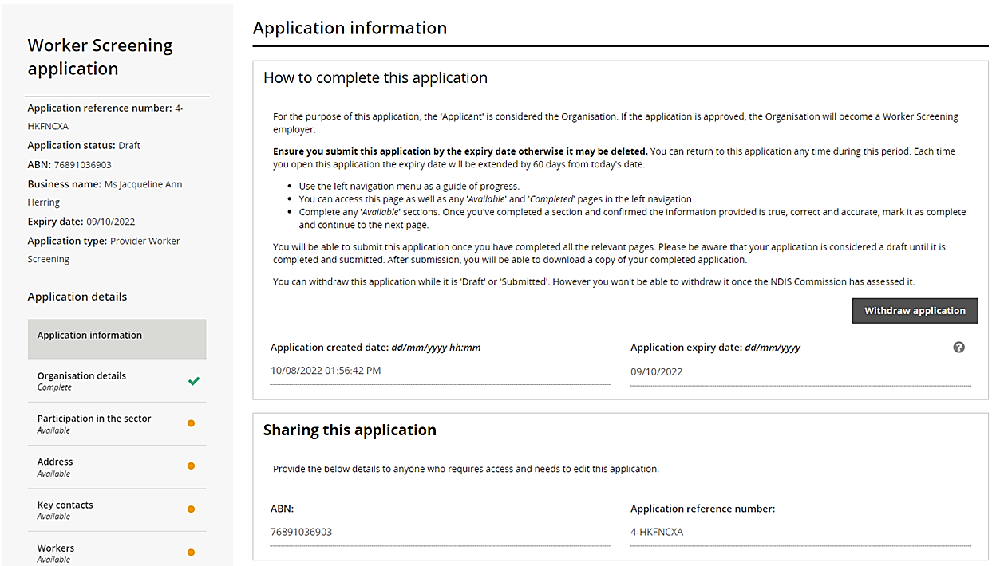 Worker Screening
application
Application reference number: 4-
HKFNCXA
Application status: Draft
ABN: 76891036903
Business name: Ms Jacqueline Ann
Herring
Expiry date: 09/10/2022
Application type: Provider Worker
Screening
Application details
Application information
Organisation details
Complete
Participation in the sector
Available
Address
Available
Key contacts
Available
Workers
Available
Application information
How to complete this application
For the purpose of this application, the 'Applicant' is considered the Organisation. If the application is approved, the Organisation will become a Worker Screening
employer.
Ensure you submit this application by the expiry date otherwise it may be deleted. You can return to this application any time during this period. Each time
you open this application the expiry date will be extended by 60 days from today's date.
• Use the left navigation menu as a guide of progress.
• You can access this page as well as any 'Available' and 'Completed' pages in the left navigation.
• Complete any 'Available' sections. Once you've completed a section and confirmed the information provided is true, correct and accurate, mark it as complete
and continue to the next page.
You will be able to submit this application once you have completed all the relevant pages. Please be aware that your application is considered a draft until it is
completed and submitted. After submission, you will be able to download a copy of your completed application.
You can withdraw this application while it is 'Draft' or 'Submitted'. However you won't be able to withdraw it once the NDIS Commission has assessed it.
Withdraw application
Application created date: dd/mm/yyyy hh:mm
10/08/2022 01:56:42 PM
Application expiry date: dd/mm/yyyy
?
09/10/2022
Sharing this application
Provide the below details to anyone who requires access and needs to edit this application.
ABN:
76891036903
Application reference number:
4-HKFNCXA